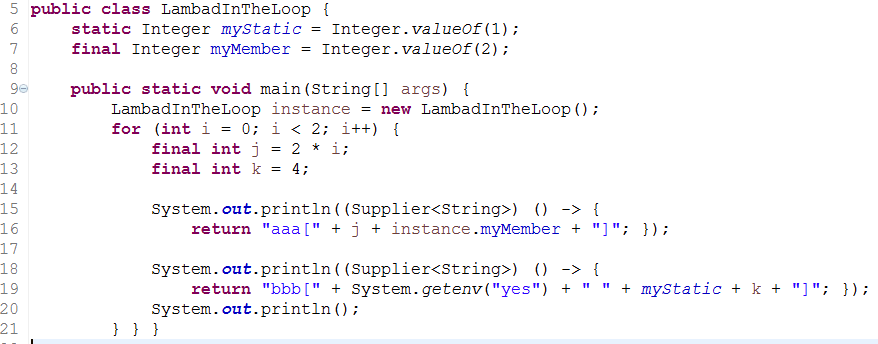 5 public class LambadInTheLoop {
6     static Integer myStatic = Integer.valueOf(1);
7     final Integer myMember = Integer.valueOf(2);
8
9     public static void main(String[] args) {
10         LambadInTheLoop instance = new LambadInTheLoop();
11         for (int i = 0; i < 2; i++) {
12             final int j = 2 * i;
13             final int k = 4;
14
15             System.out.println((Supplier<String>) () -> {
16                 return "aaa[" + j + instance.myMember + "]"; });
17
18             System.out.println((Supplier<String>) () -> {
19                 return "bbb[" + System.getenv("yes") + " " + myStatic + k + "]"; });
20             System.out.println();
21         } } }